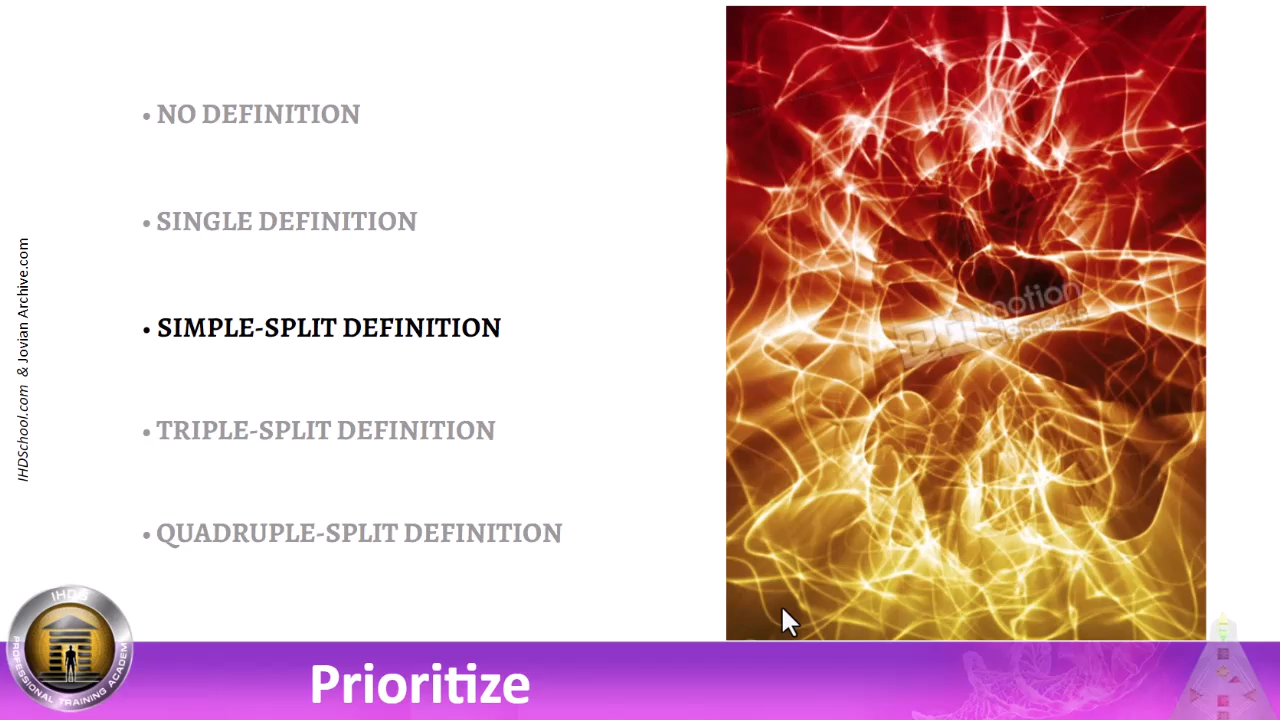 • NO DEFINITION
• SINGLE DEFINITION
• SIMPLE-SPLIT DEFINITION
• TRIPLE-SPLIT DEFINITION
• QUADRUPLE-SPLIT DEFINITION
IHDSchool.com & Jovian Archive.com
motion
elements
IHDS
PROFESSIONAL TRAINING ACADEMY
Prioritize